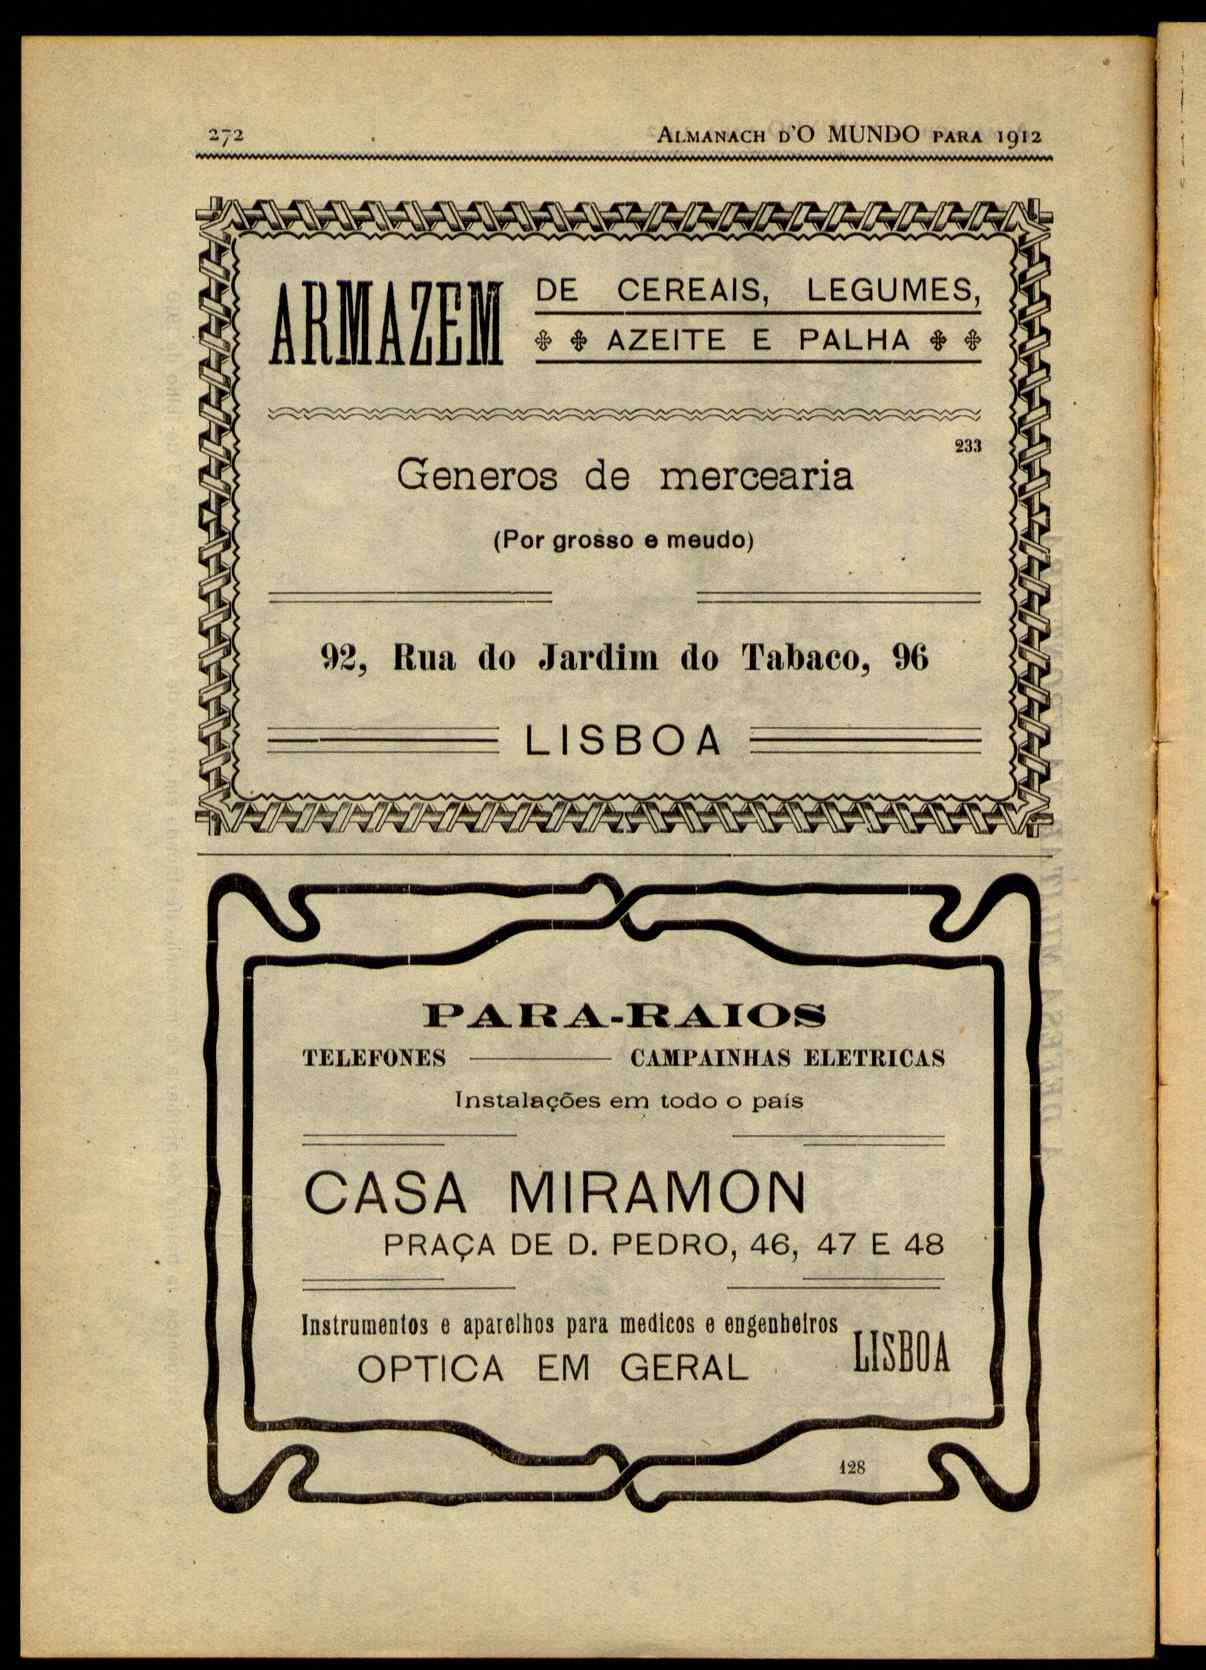 272 ALMANACH D'O MUNDO PARA 1912
ARMAZEM DE CEREAIS, LEGUMES,
AZEITE E PALHA
233
Generos de mercearia
(Por grosso e meudo)
92, Rua do Jardim do Tabaco, 96
LISBOA
PARA-RAIOS
TELEFONES CAMPAINHAS ELETRICAS
Instalações em todo o país
CASA MIRAMON
PRAÇA DE D. PEDRO, 46, 47 E 48
Instrumentos e aparelhos para medicos e engenheiros
OPTICA EM GERAL
LISBOA
128